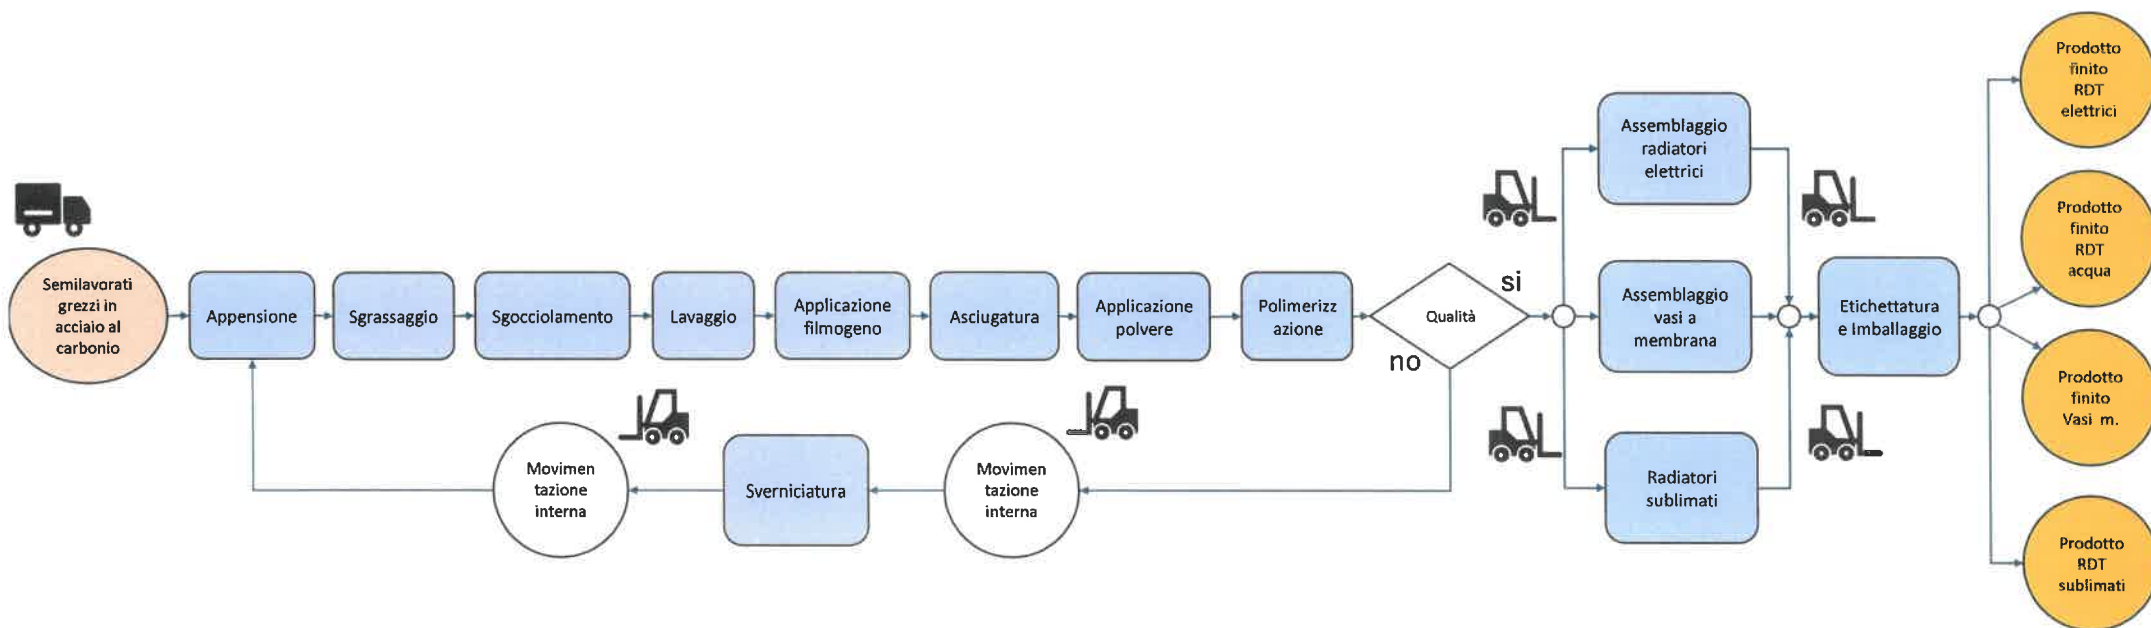 Semilavorati
grezzi in
acciaio al
carbonio
Appensione
Sgrassaggio
Sgocciolamento
Lavaggio
Applicazione
filmogeno
Asciugatura
Applicazione
polvere
Polimerizz
azione
Qualità
si
no
Movimen
tazione
interna
Sverniciatura
Movimen
tazione
interna
Assemblaggio
radiatori
elettrici
Assemblaggio
vasi a
membrana
Radiatori
sublimati
Etichettatura
e Imballaggio
Prodotto
finito
RDT
elettrici
Prodotto
finito
RDT
acqua
Prodotto
finito
Vasi m.
Prodotto
RDT
sublimati